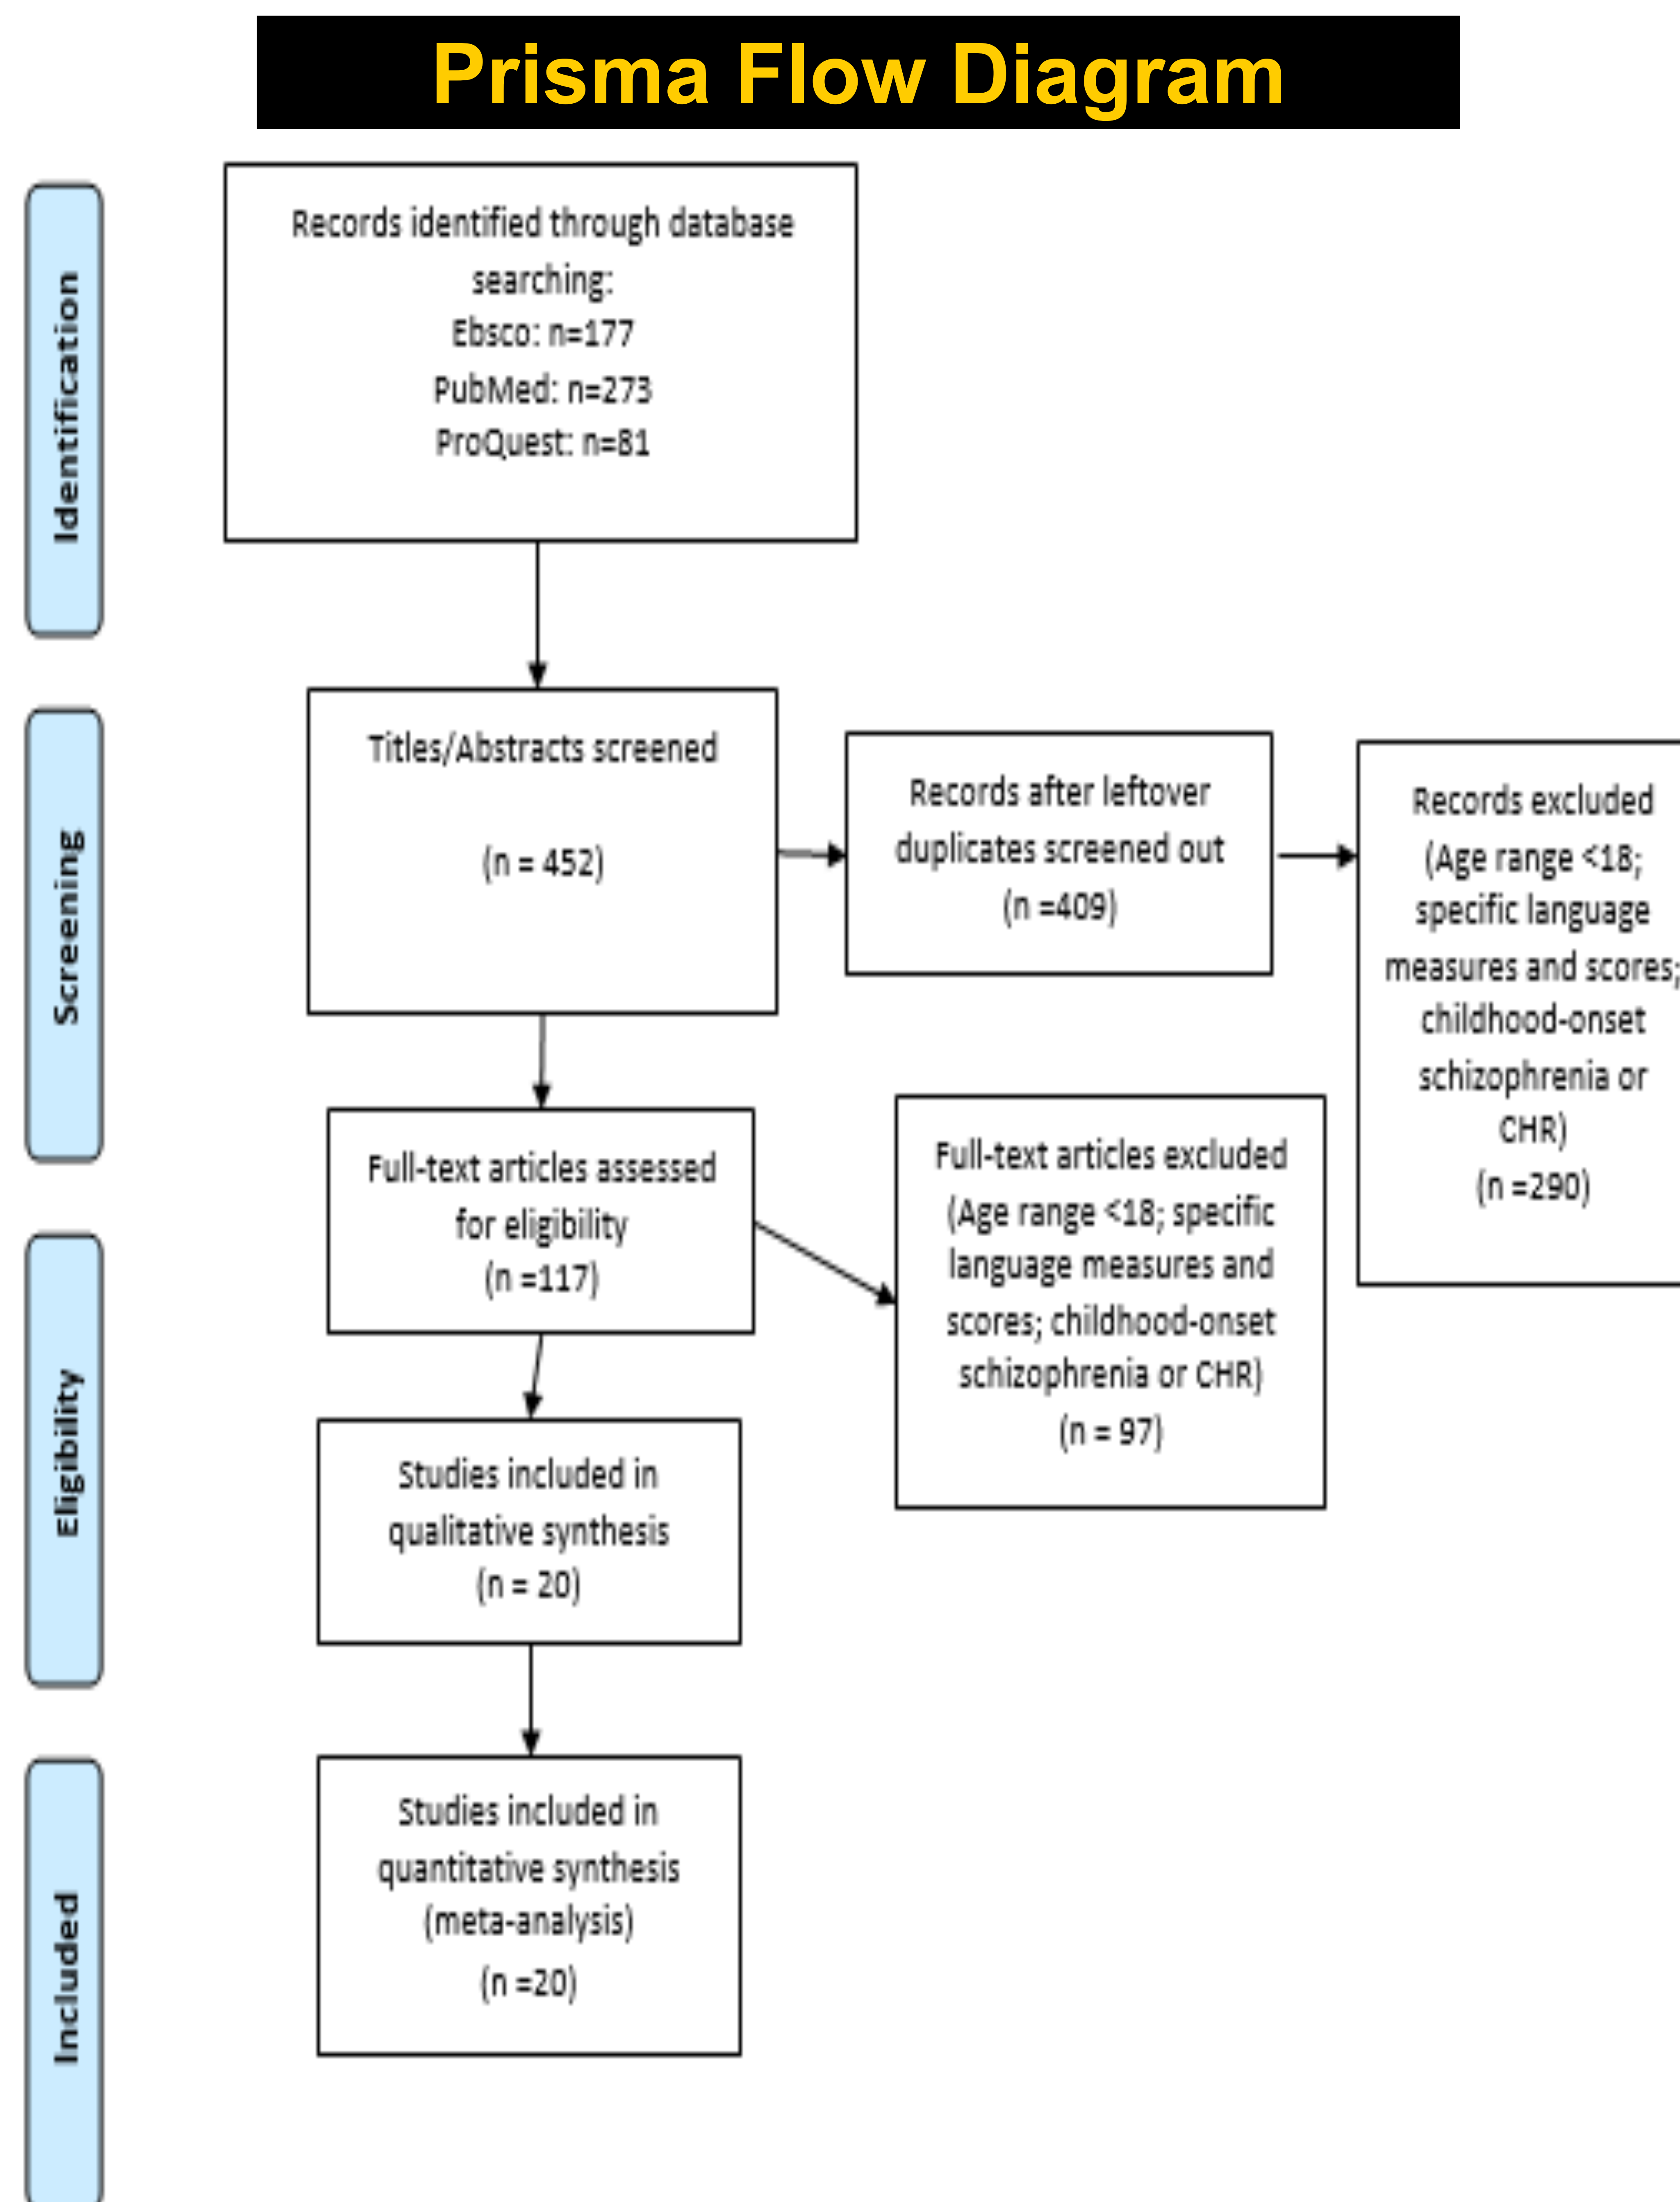 Prisma Flow Diagram
Identification
Records identified through database
searching:
Ebsco: n=177
PubMed: n=273
ProQuest: n=81
Screening
Titles/Abstracts screened
(n = 452)
Records after leftover
duplicates screened out
(n =409)
Records excluded
(Age range <18;
specific language
measures and scores;
childhood-onset
schizophrenia or
CHR)
(n =290)
Eligibility
Full-text articles assessed
for eligibility
(n =117)
Full-text articles excluded
(Age range <18; specific
language measures and
scores; childhood-onset
schizophrenia or CHR)
(n = 97)
Studies included in
qualitative synthesis
(n = 20)
Included
Studies included in
quantitative synthesis
(meta-analysis)
(n =20)